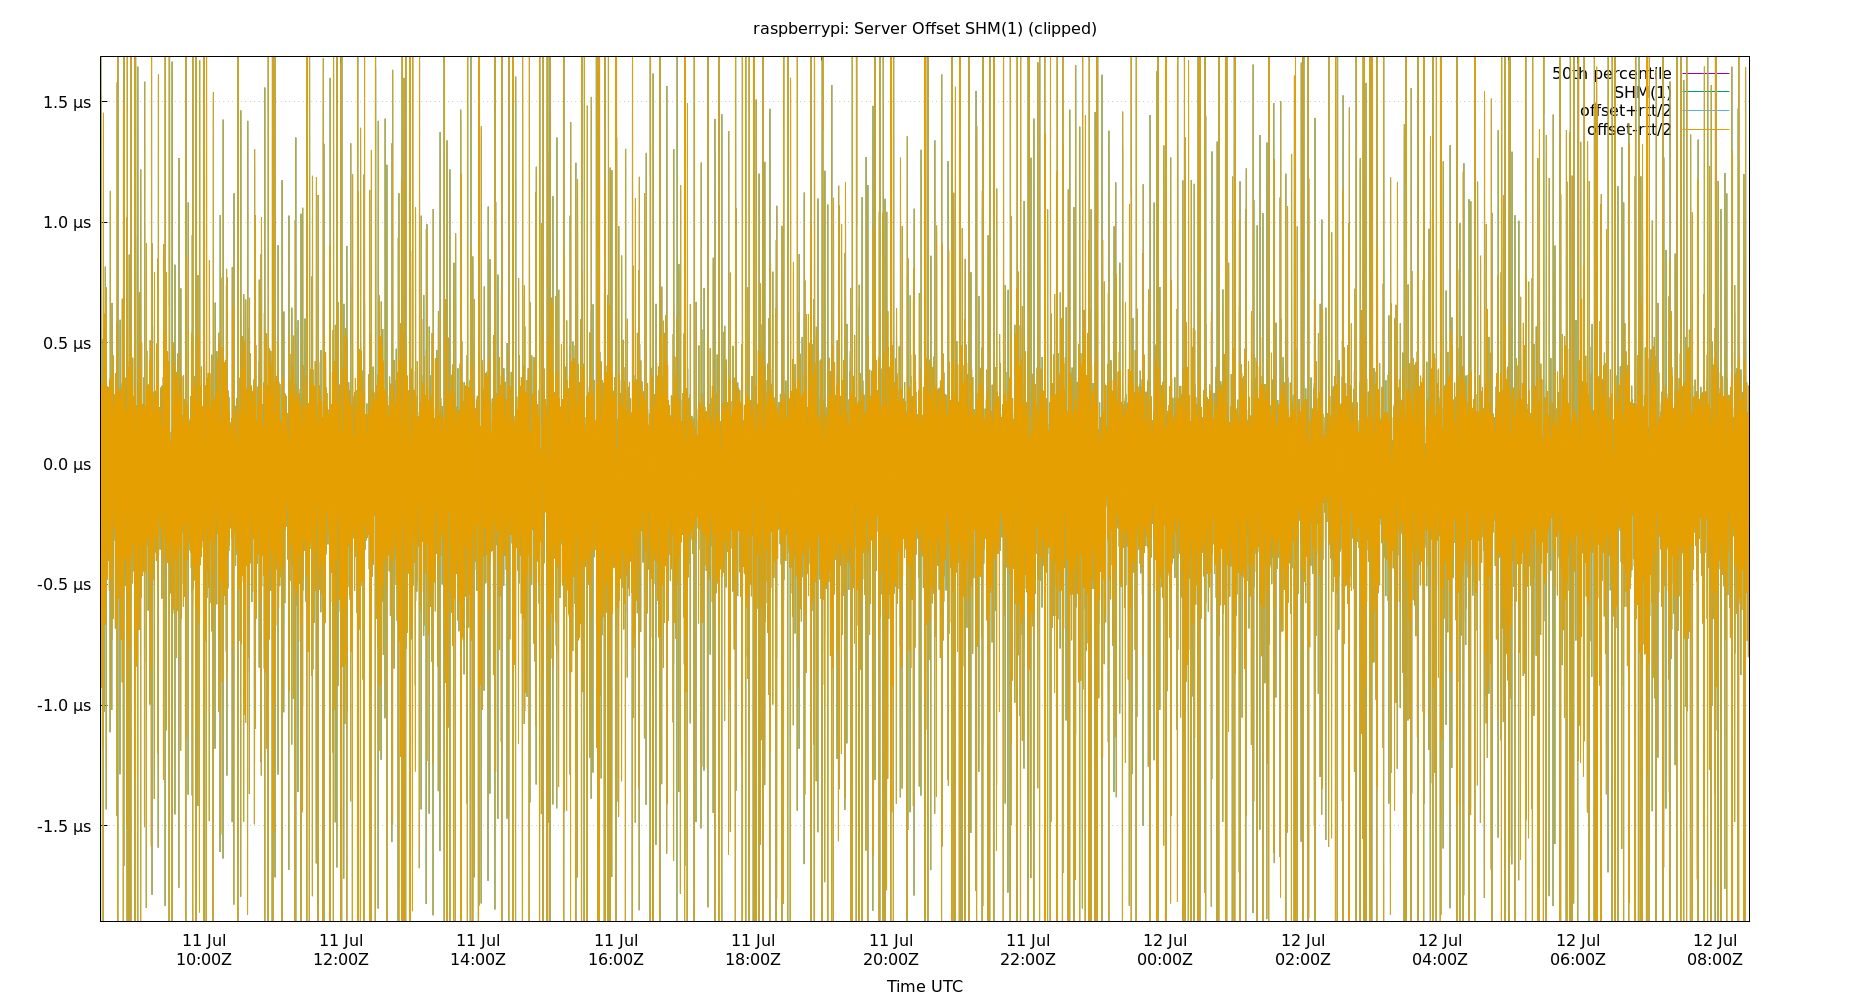 raspberrypi: Server Offset SHM(1) (clipped)
50th percentile
SHM(1)
offset+rtt/2
offset-rtt/2
1.5 µs
1.0 µs
0.5 µs
0.0 µs
-0.5 µs
-1.0 µs
-1.5 µs
11 Jul 11 Jul 11 Jul 11 Jul 11 Jul 11 Jul 11 Jul 12 Jul 12 Jul 12 Jul 12 Jul 12 Jul
10:00Z 12:00Z 14:00Z 16:00Z 18:00Z 20:00Z 22:00Z 00:00Z 02:00Z 04:00Z 06:00Z 08:00Z
Time UTC